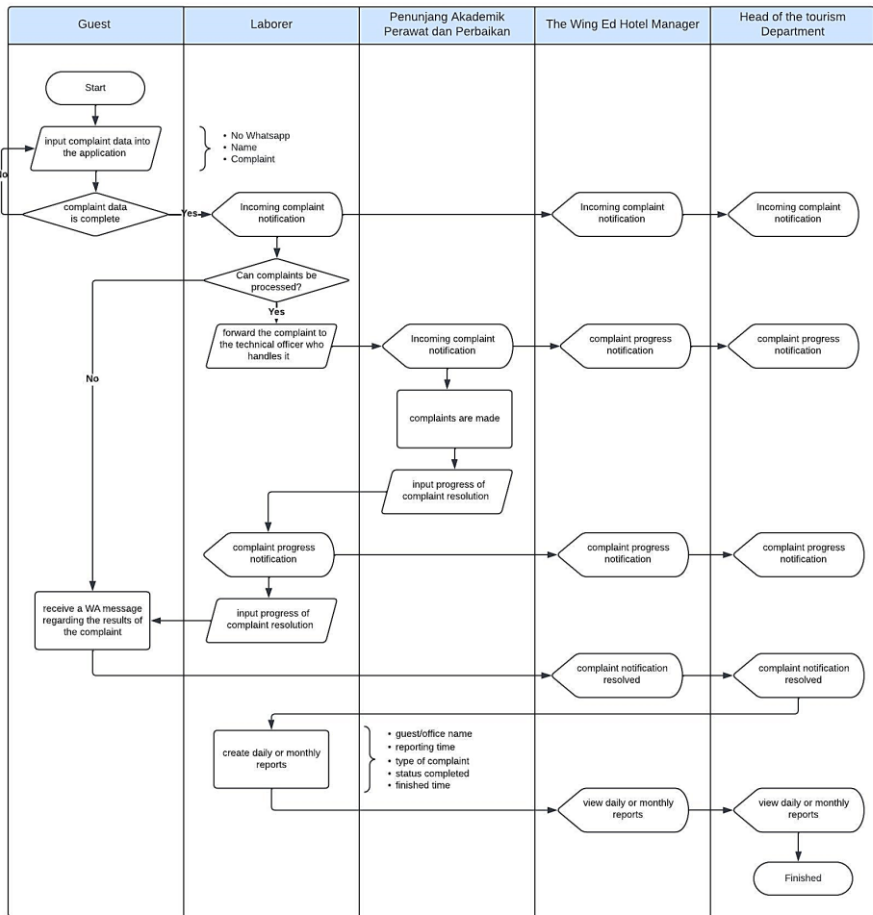 Guest
Laborer
Penunjang Akademik
Perawat dan Perbaikan
The Wing Ed Hotel Manager
Head of the tourism
Department
Start
input complaint data into
the application
• No Whatsapp
• Name
• Complaint
No
complaint data
is complete
Yes
Incoming complaint
notification
Incoming complaint
notification
Incoming complaint
notification
Can complaints be
processed?
Yes
No
forward the complaint to
the technical officer who
handles it
Incoming complaint
notification
complaint progress
notification
complaint progress
notification
complaints are made
input progress of
complaint resolution
complaint progress
notification
complaint progress
notification
complaint progress
notification
receive a WA message
regarding the results of
the complaint
input progress of
complaint resolution
complaint notification
resolved
complaint notification
resolved
create daily or monthly
reports
• guest/office name
• reporting time
• type of complaint
• status completed
• finished time
view daily or monthly
reports
view daily or monthly
reports
Finished